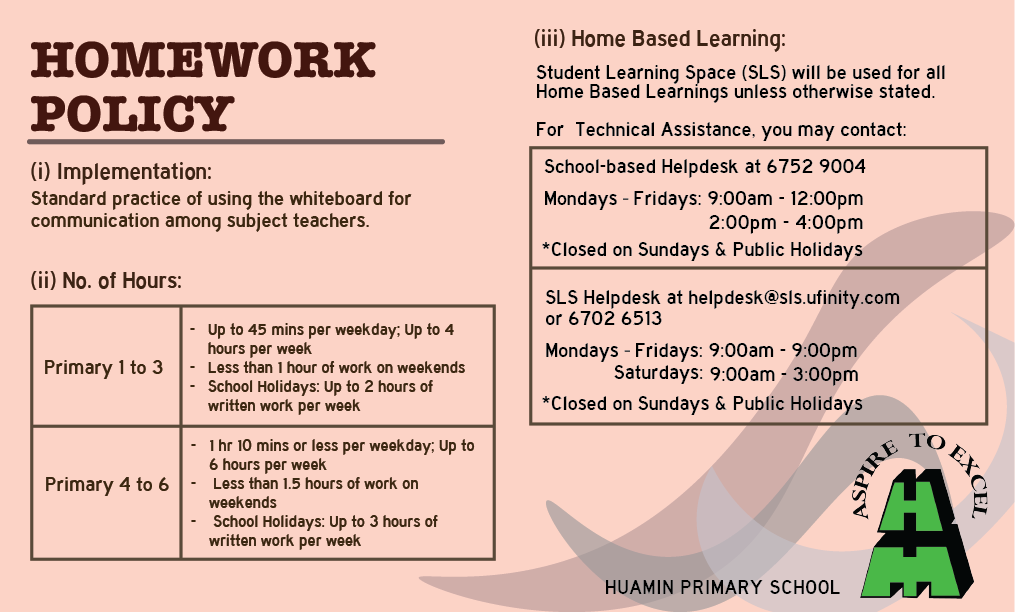 HOMEWORK
POLICY
(i) Implementation:
Standard practice of using the whiteboard for
communication among subject teachers.
(ii) No. of Hours:
Primary 1 to 3
- Up to 45 mins per weekday; Up to 4
hours per week
- Less than 1 hour of work on weekends
- School Holidays: Up to 2 hours of
written work per week
Primary 4 to 6
- 1 hr 10 mins or less per weekday; Up to
6 hours per week
- Less than 1.5 hours of work on
weekends
- School Holidays: Up to 3 hours of
written work per week
(iii) Home Based Learning:
Student Learning Space (SLS) will be used for all
Home Based Learnings unless otherwise stated.
For Technical Assistance, you may contact:
School-based Helpdesk at 6752 9004
Mondays - Fridays: 9:00am - 12:00pm
2:00pm - 4:00pm
*Closed on Sundays & Public Holidays
SLS Helpdesk at helpdesk@sls.ufinity.com
or 6702 6513
Mondays - Fridays: 9:00am - 9:00pm
Saturdays: 9:00am - 3:00pm
*Closed on Sundays & Public Holidays
ASPIRE TO EXCEL
HUAMIN PRIMARY SCHOOL